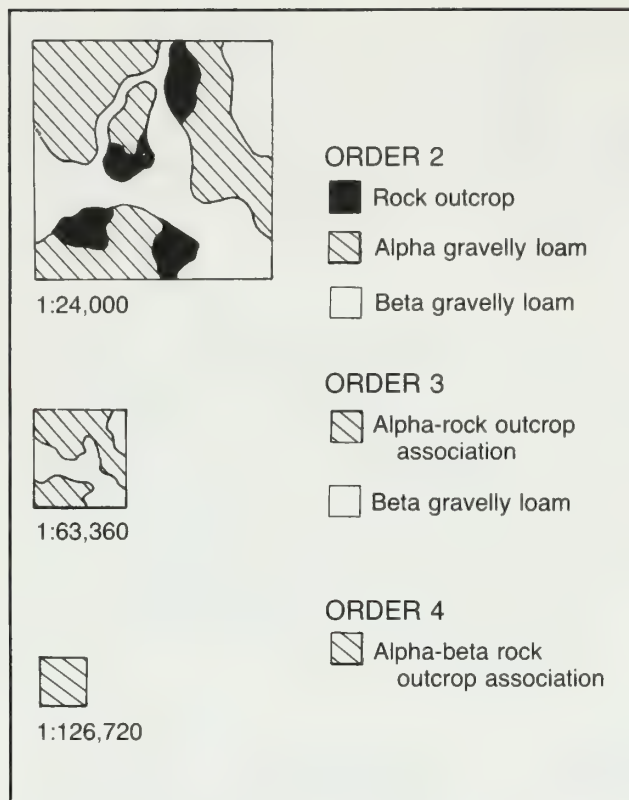 ORDER 2
Rock outcrop
Alpha gravelly loam
Beta gravelly loam
1:24,000
ORDER 3
Alpha-rock outcrop
association
Beta gravelly loam
1:63,360
ORDER 4
Alpha-beta rock
outcrop association
1:126,720